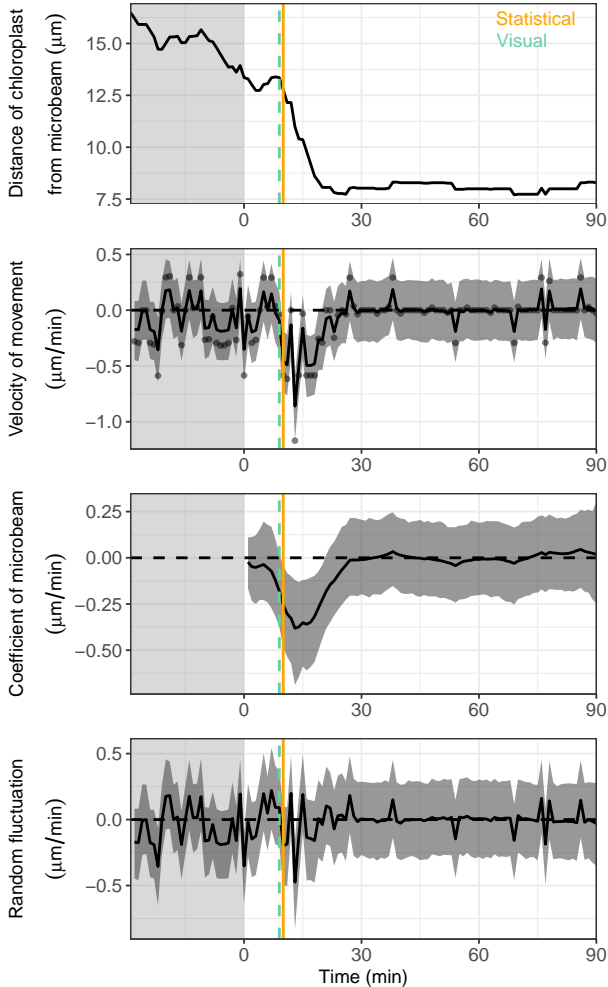 Distance of chloroplast
from microbeam (μm)
15.0
12.5
10.0
7.5
Statistical
Visual
0
30
60
90
Velocity of movement
(μm/min)
0.5
0.0
−0.5
−1.0
0
30
60
90
Coefficient of microbeam
(μm/min)
0.25
0.00
−0.25
−0.50
0
30
60
90
Random fluctuation
(μm/min)
0.5
0.0
−0.5
0
30
60
90
Time (min)